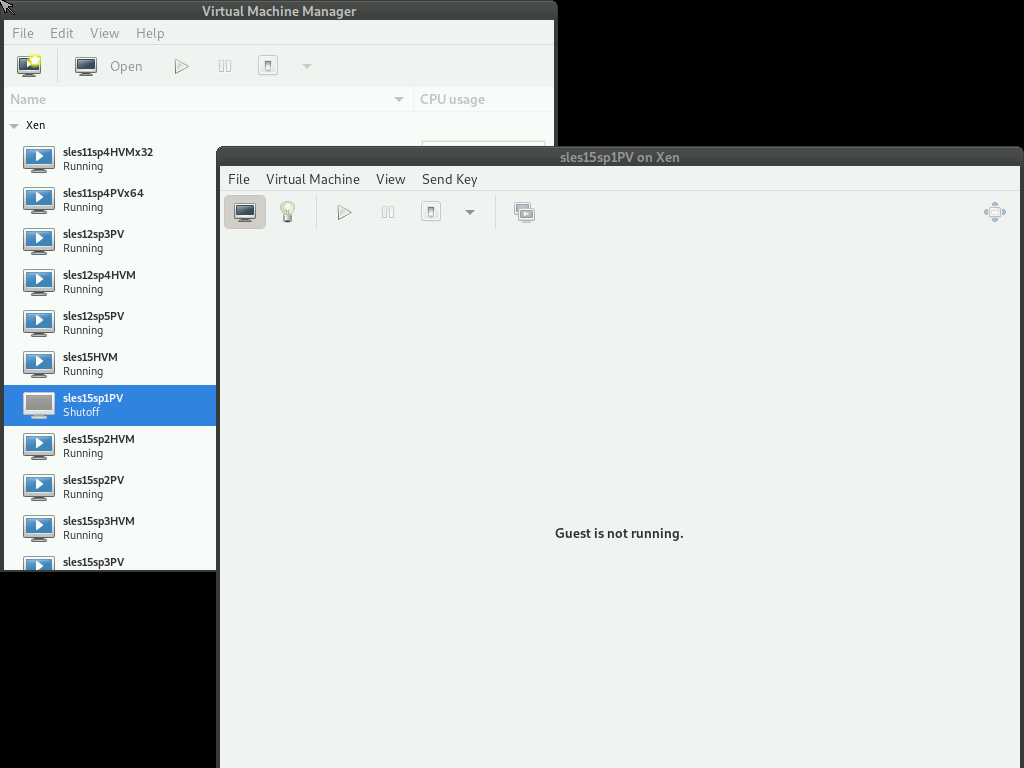 Virtual Machine Manager
File Edit View Help
Open
Name CPU usage
Xen
sles11sp4HVMx32
Running
sles11sp4PVx64
Running
sles12sp3PV
Running
sles12sp4HVM
Running
sles12sp5PV
Running
sles15HVM
Running
sles15sp1PV
Shutoff
sles15sp2HVM
Running
sles15sp2PV
Running
sles15sp3HVM
Running
sles15sp3PV
sles15sp1PV on Xen
File Virtual Machine View Send Key
Guest is not running.